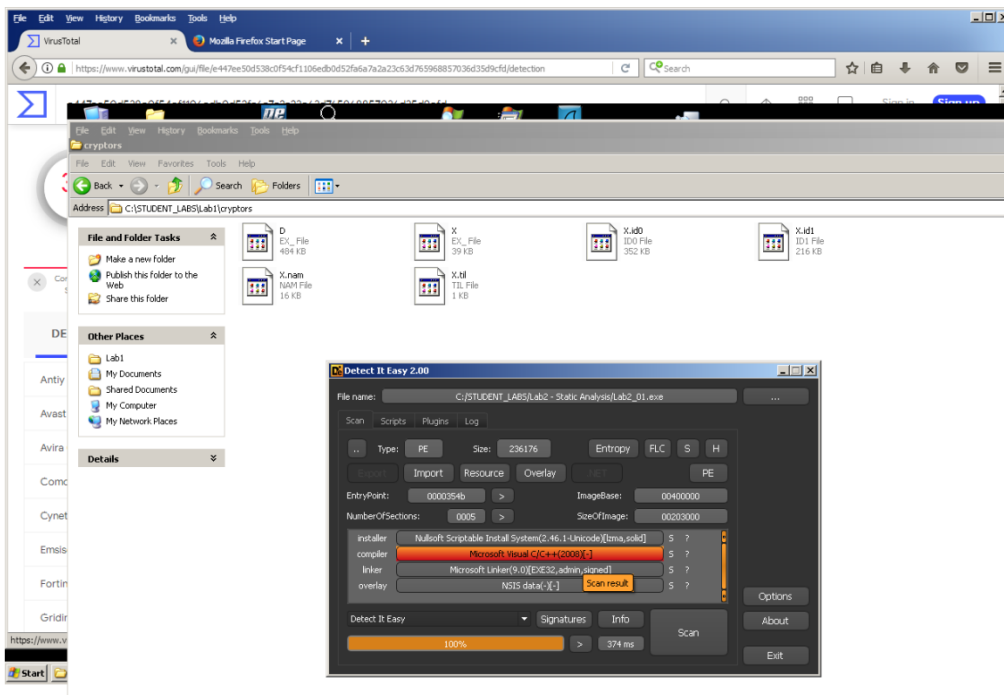 File Edit View History Bookmarks Tools Help
VirusTotal × Mozilla Firefox Start Page × +
https://www.virustotal.com/gui/file/e447ee50d538c0f54cf1106edb0d52fa6a7a2a23c63d765968857036d35d9cfd/detection Search
Sign in Sign up
File Edit View History Bookmarks Tools Help
cryptors
File Edit View Favorites Tools Help
Back Search Folders
Address C:\STUDENT_LABS\Lab1\cryptors
File and Folder Tasks
Make a new folder
Publish this folder to the
Web
Share this folder
Other Places
Lab1
My Documents
Shared Documents
My Computer
My Network Places
Details
D
EX_ File
484 KB
X
EX_ File
39 KB
X.id0
ID0 File
352 KB
X.id1
ID1 File
216 KB
X.nam
NAM File
16 KB
X.til
TIL File
1 KB
DE
Antiy
Avast
Avira
Como
Cynet
Emsis
Fortin
Gridin
https://www.v
Start
Detect It Easy 2.00
File name: C:/STUDENT_LABS/Lab2 - Static Analysis/Lab2_01.exe ...
Scan Scripts Plugins Log
.. Type: PE Size: 236176 Entropy FLC S H
Export Import Resource Overlay .NET PE
EntryPoint: 0000354b > ImageBase: 00400000
NumberOfSections: 0005 > SizeOfImage: 00203000
installer Nullsoft Scriptable Install System(2.46.1-Unicode)[lzma,solid] S ?
compiler Microsoft Visual C/C++(2008)[-] S ?
linker Microsoft Linker(9.0)[EXE32,admin,signed] S ?
overlay NSIS data(-)[-] S ?
Scan result
Detect It Easy Signatures Info Scan
100% > 374 ms
Options
About
Exit